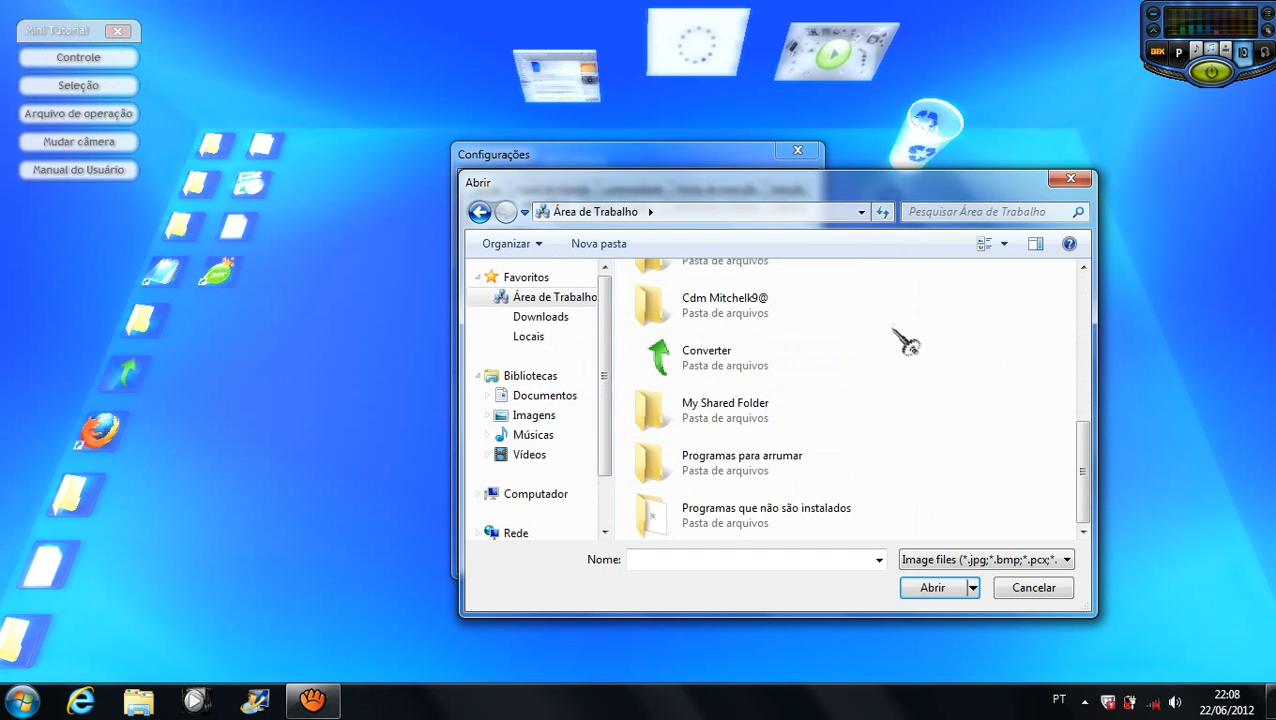 Mini Tutorial
Controle
Seleção
Arquivo de operação
Mudar câmera
Manual do Usuário
Configurações
Abrir
Área de Trabalho
Pesquisar Área de Trabalho
Organizar
Nova pasta
Favoritos
Área de Trabalho
Downloads
Locais
Bibliotecas
Documentos
Imagens
Músicas
Vídeos
Computador
Rede
Pasta de arquivos
Cdm Mitchelk9@
Pasta de arquivos
Converter
Pasta de arquivos
My Shared Folder
Pasta de arquivos
Programas para arrumar
Pasta de arquivos
Programas que não são instalados
Pasta de arquivos
Nome:
Image files (*.jpg;*.bmp;*.pcx;*.
Abrir
Cancelar
PT
22:08
22/06/2012